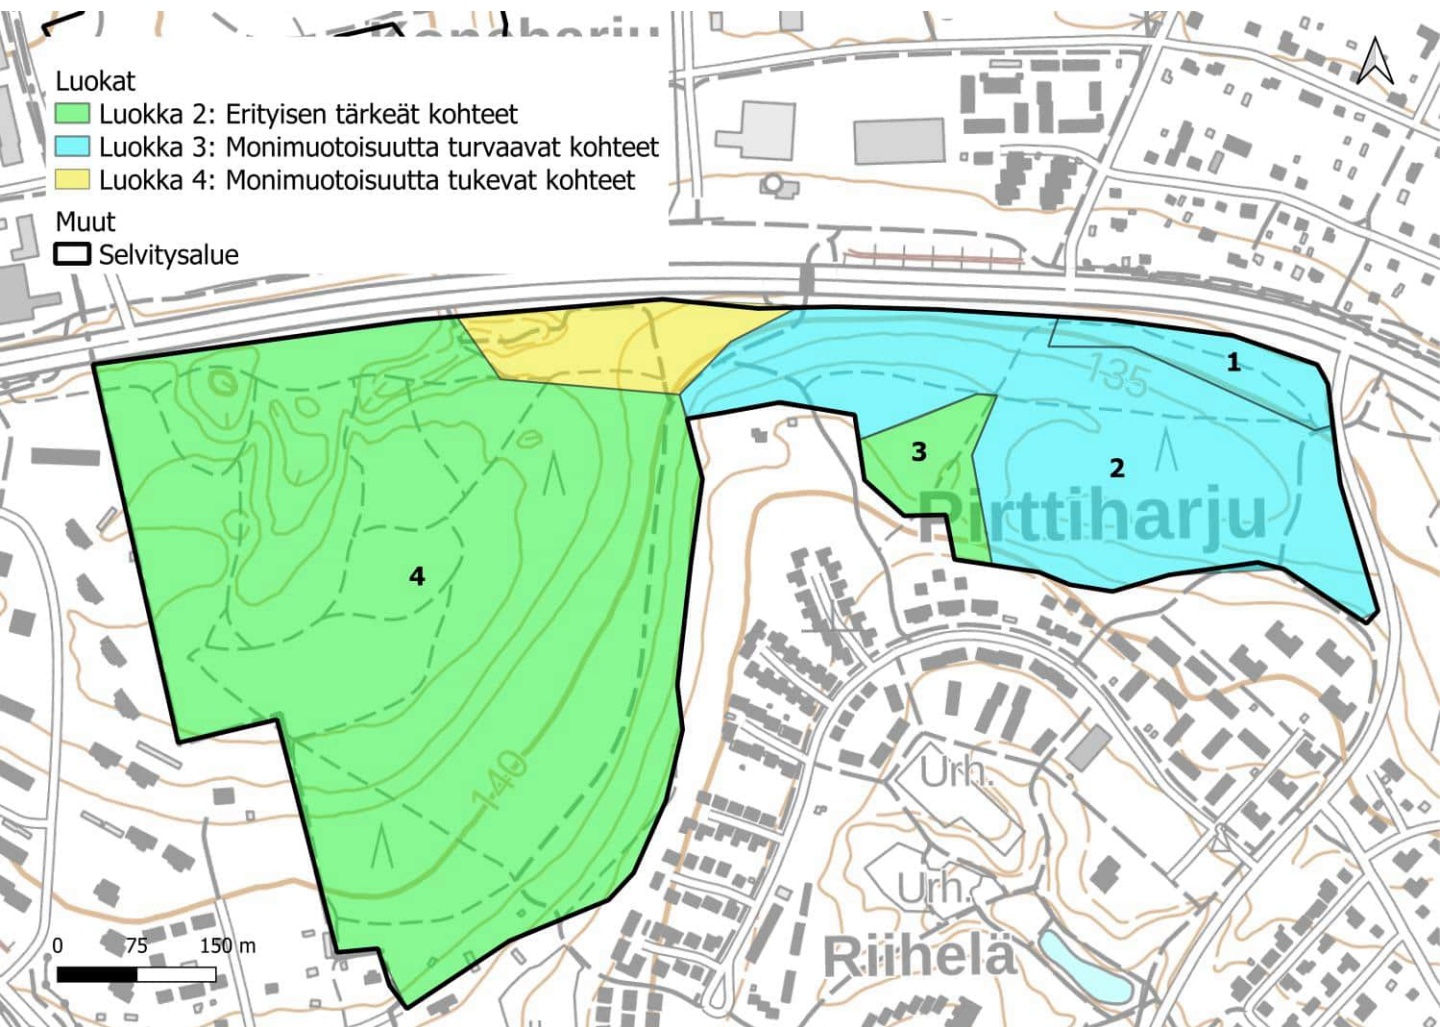 Luokat
Luokka 2: Erityisen tärkeät kohteet
Luokka 3: Monimuotoisuutta turvaavat kohteet
Luokka 4: Monimuotoisuutta tukevat kohteet
Muut
Selvitysalue
1
135
3
2
Pirttiharju
4
140
Urh.
Urh.
Riihelä
0 75 150 m